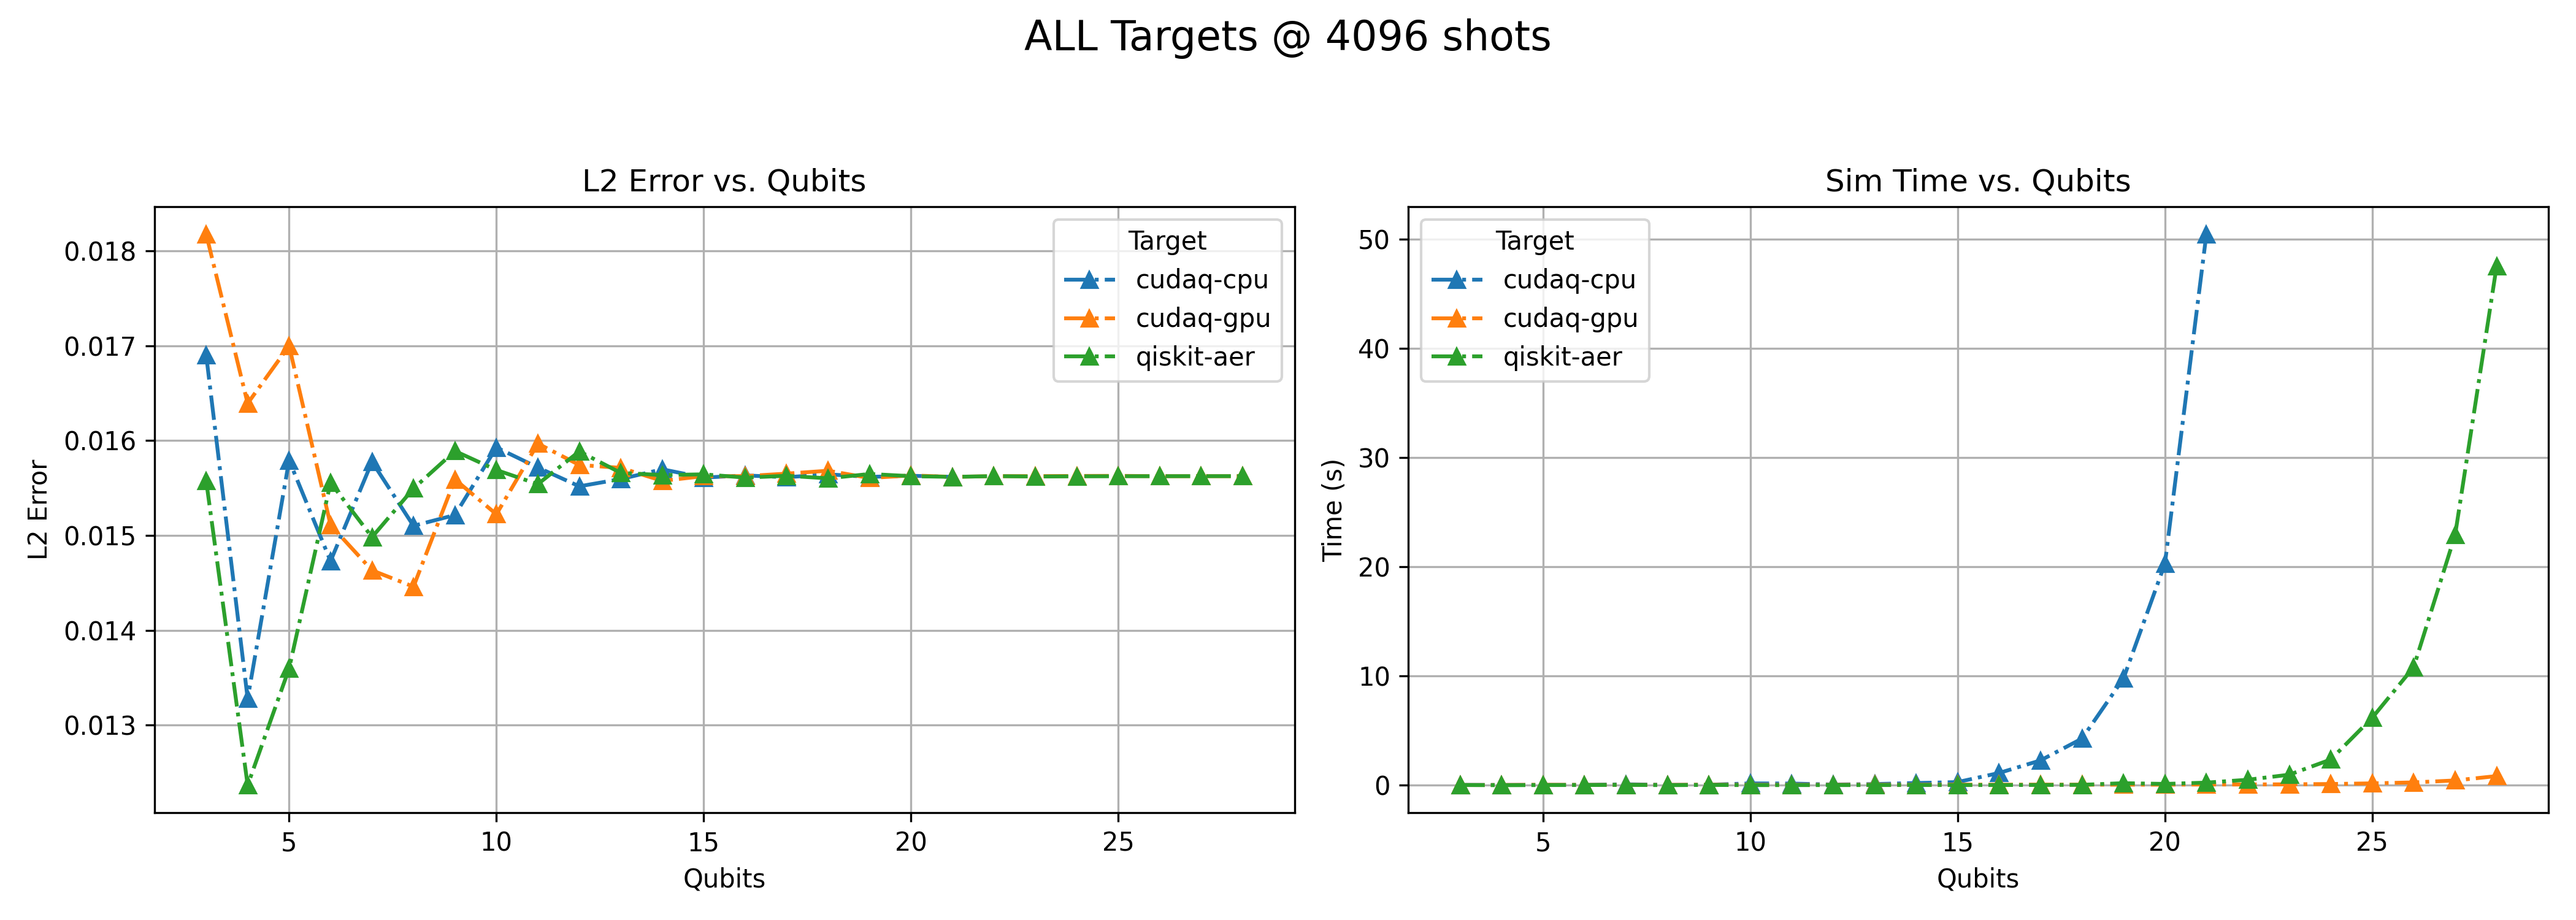 ALL Targets @ 4096 shots
L2 Error vs. Qubits
L2 Error
0.018
0.017
0.016
0.015
0.014
0.013
5 10 15 20 25
Qubits
Target
cudaq-cpu
cudaq-gpu
qiskit-aer
Sim Time vs. Qubits
Time (s)
50
40
30
20
10
0
5 10 15 20 25
Qubits
Target
cudaq-cpu
cudaq-gpu
qiskit-aer